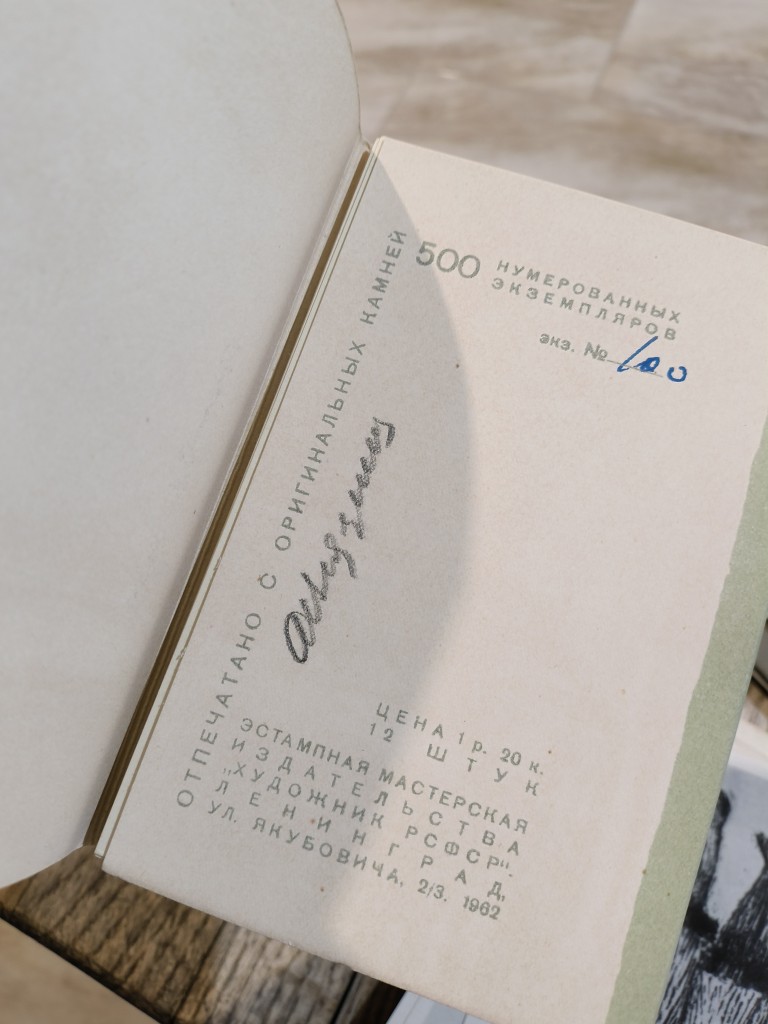 500 НУМЕРОВАННЫХ
ЭКЗЕМПЛЯРОВ
экз. № 100
ОТПЕЧАТАНО С ОРИГИНАЛЬНЫХ КАМНЕЙ
ЦЕНА 1 р. 20 к.
12 ШТУК
ЭСТАМПНАЯ МАСТЕРСКАЯ
ИЗДАТЕЛЬСТВА
„ХУДОЖНИК РСФСР“.
ЛЕНИНГРАД,
УЛ. ЯКУБОВИЧА, 2/3. 1962